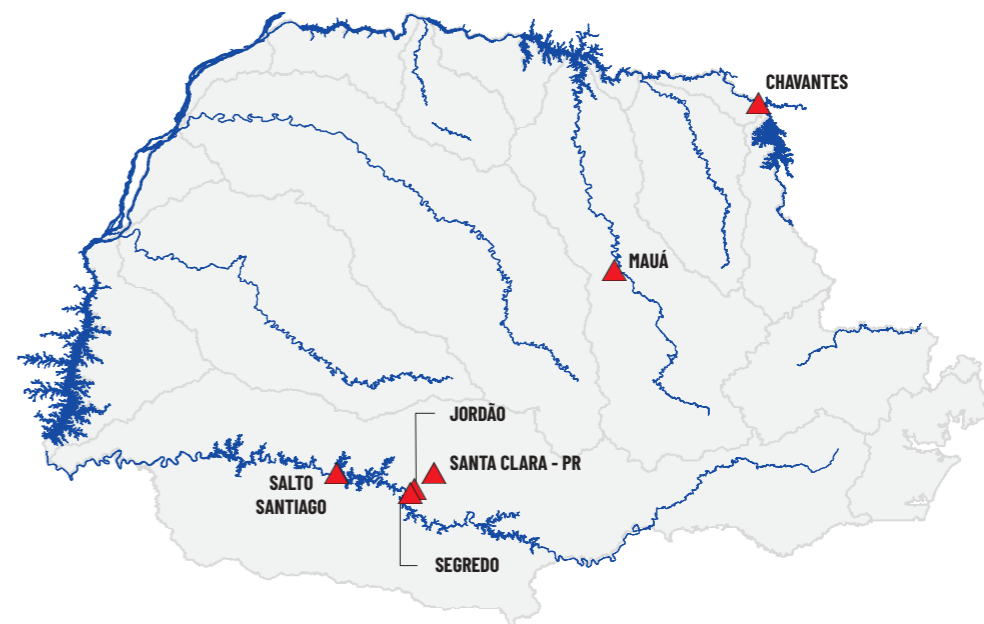 CHAVANTES
MAUÁ
JORDÃO
SANTA CLARA - PR
SALTO
SANTIAGO
SEGREDO